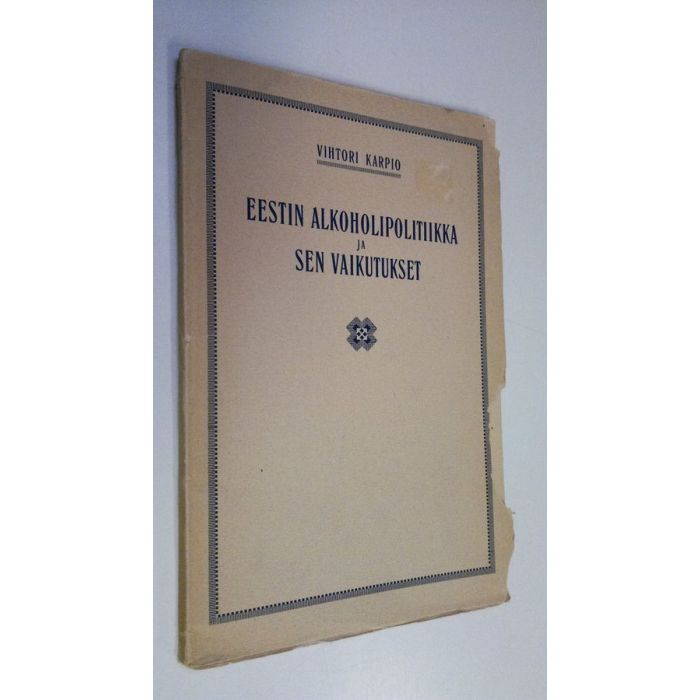 VIHTORI KARPIO
EESTIN ALKOHOLIPOLITIIKKA
JA
SEN VAIKUTUKSET